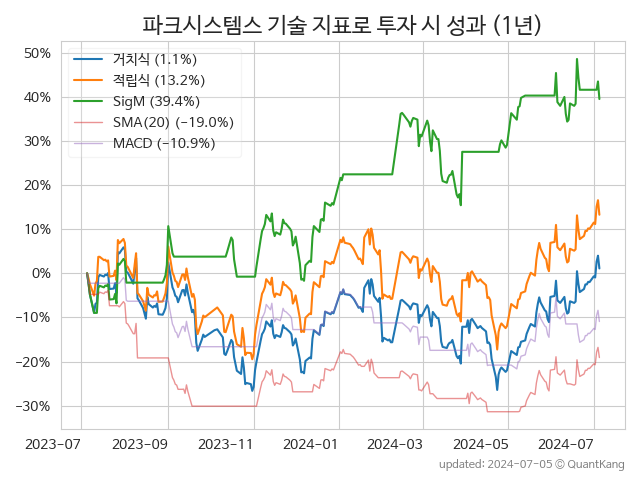 파크시스템스 기술 지표로 투자 시 성과 (1년)
50%
40%
30%
20%
10%
0%
−10%
−20%
−30%
거치식 (1.1%)
적립식 (13.2%)
SigM (39.4%)
SMA(20) (−19.0%)
MACD (−10.9%)
2023-07
2023-09
2023-11
2024-01
2024-03
2024-05
2024-07
updated: 2024-07-05 © QuantKang